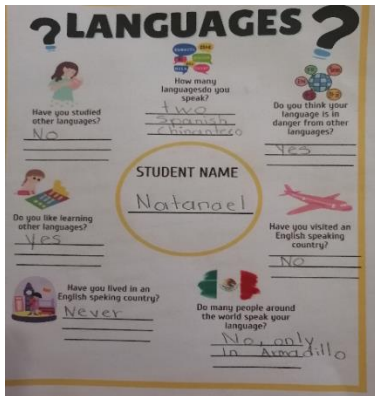 ? LANGUAGES ?
How many
languagesdo you
speak?
two
Spanish
Chinanteco
Have you studied
other languages?
No
Do you think your
language is in
danger from other
languages?
Yes
STUDENT NAME
Natanael
Do you like learning
other languages?
Yes
Have you visited an
English speaking
country?
No
Have you lived in an
English speking country?
Never
Do many people around
the world speak your
language?
No, only
In Armadillo